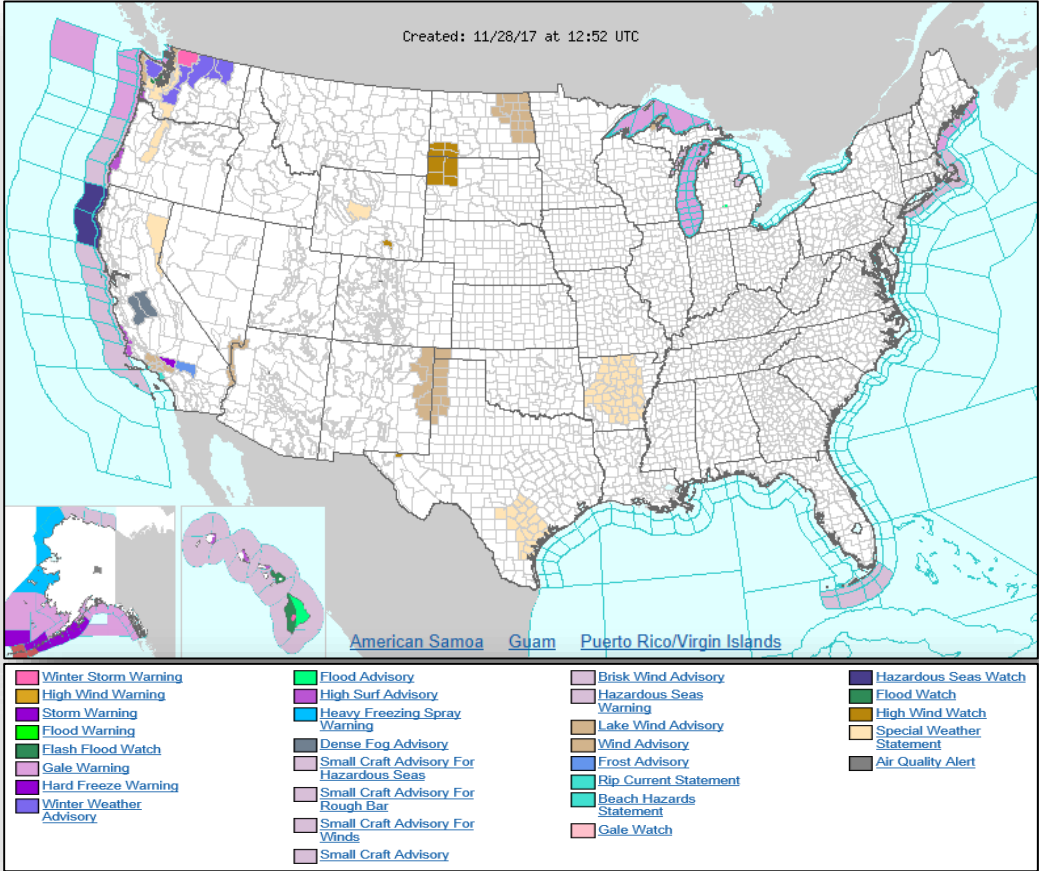 Created: 11/28/17 at 12:52 UTC
American Samoa Guam Puerto Rico/Virgin Islands
Winter Storm Warning
High Wind Warning
Storm Warning
Flood Warning
Flash Flood Watch
Gale Warning
Hard Freeze Warning
Winter Weather
Advisory
Flood Advisory
High Surf Advisory
Heavy Freezing Spray
Warning
Dense Fog Advisory
Small Craft Advisory For
Hazardous Seas
Small Craft Advisory For
Rough Bar
Small Craft Advisory For
Winds
Small Craft Advisory
Brisk Wind Advisory
Hazardous Seas
Warning
Lake Wind Advisory
Wind Advisory
Frost Advisory
Rip Current Statement
Beach Hazards
Statement
Gale Watch
Hazardous Seas Watch
Flood Watch
High Wind Watch
Special Weather
Statement
Air Quality Alert